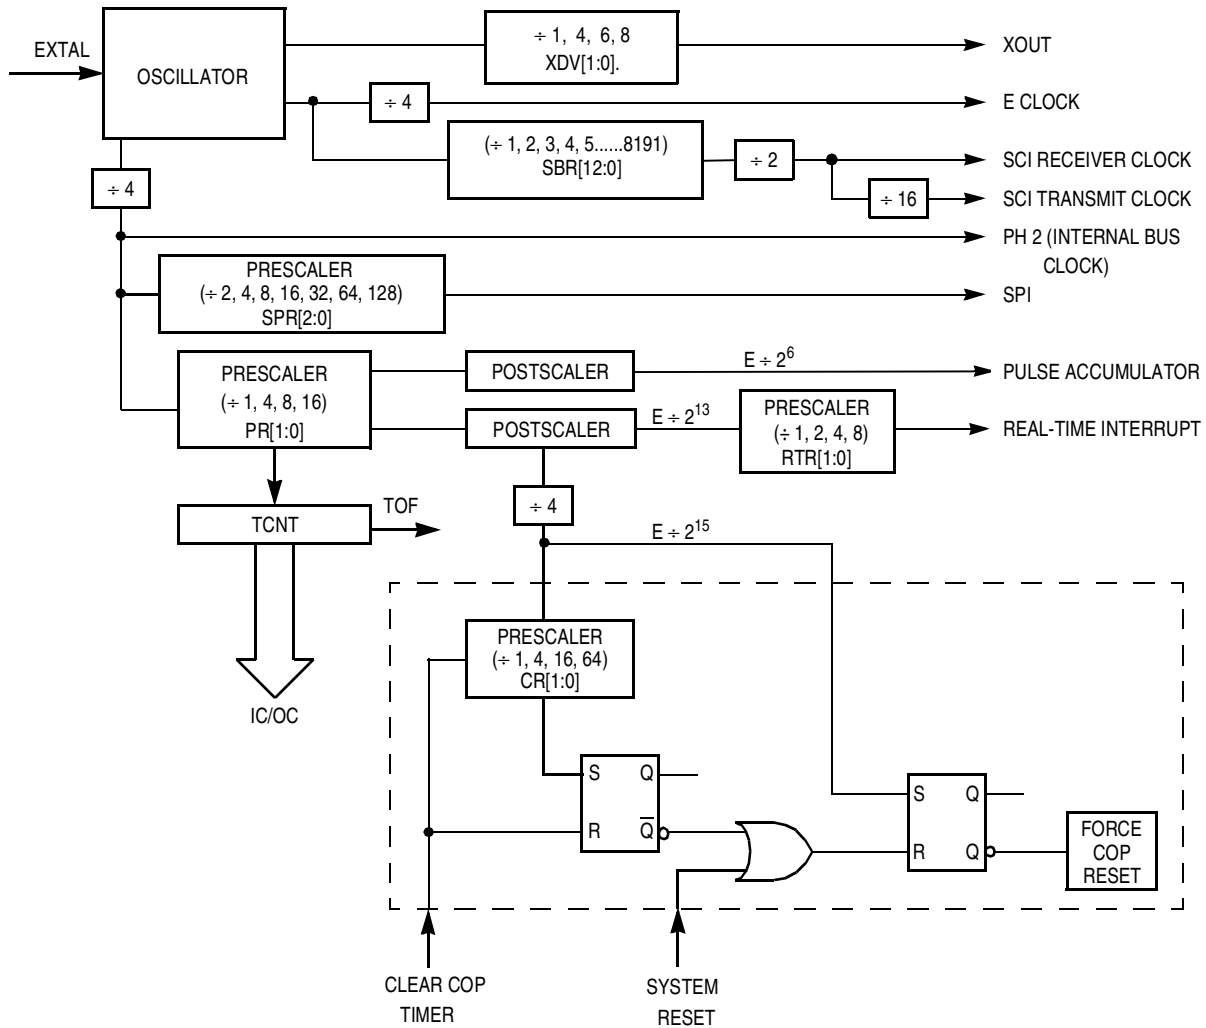 EXTAL
OSCILLATOR
÷ 1, 4, 6, 8
XDV[1:0].
XOUT
÷ 4
E CLOCK
(÷ 1, 2, 3, 4, 5......8191)
SBR[12:0]
÷ 2
SCI RECEIVER CLOCK
÷ 4
÷ 16
SCI TRANSMIT CLOCK
PH 2 (INTERNAL BUS
CLOCK)
PRESCALER
(÷ 2, 4, 8, 16, 32, 64, 128)
SPR[2:0]
SPI
PRESCALER
(÷ 1, 4, 8, 16)
PR[1:0]
POSTSCALER
E ÷ 2^6
PULSE ACCUMULATOR
POSTSCALER
E ÷ 2^13
PRESCALER
(÷ 1, 2, 4, 8)
RTR[1:0]
REAL-TIME INTERRUPT
÷ 4
TCNT
TOF
E ÷ 2^15
IC/OC
PRESCALER
(÷ 1, 4, 16, 64)
CR[1:0]
S Q
R Q̅
S Q
R Q
FORCE
COP
RESET
CLEAR COP
TIMER
SYSTEM
RESET